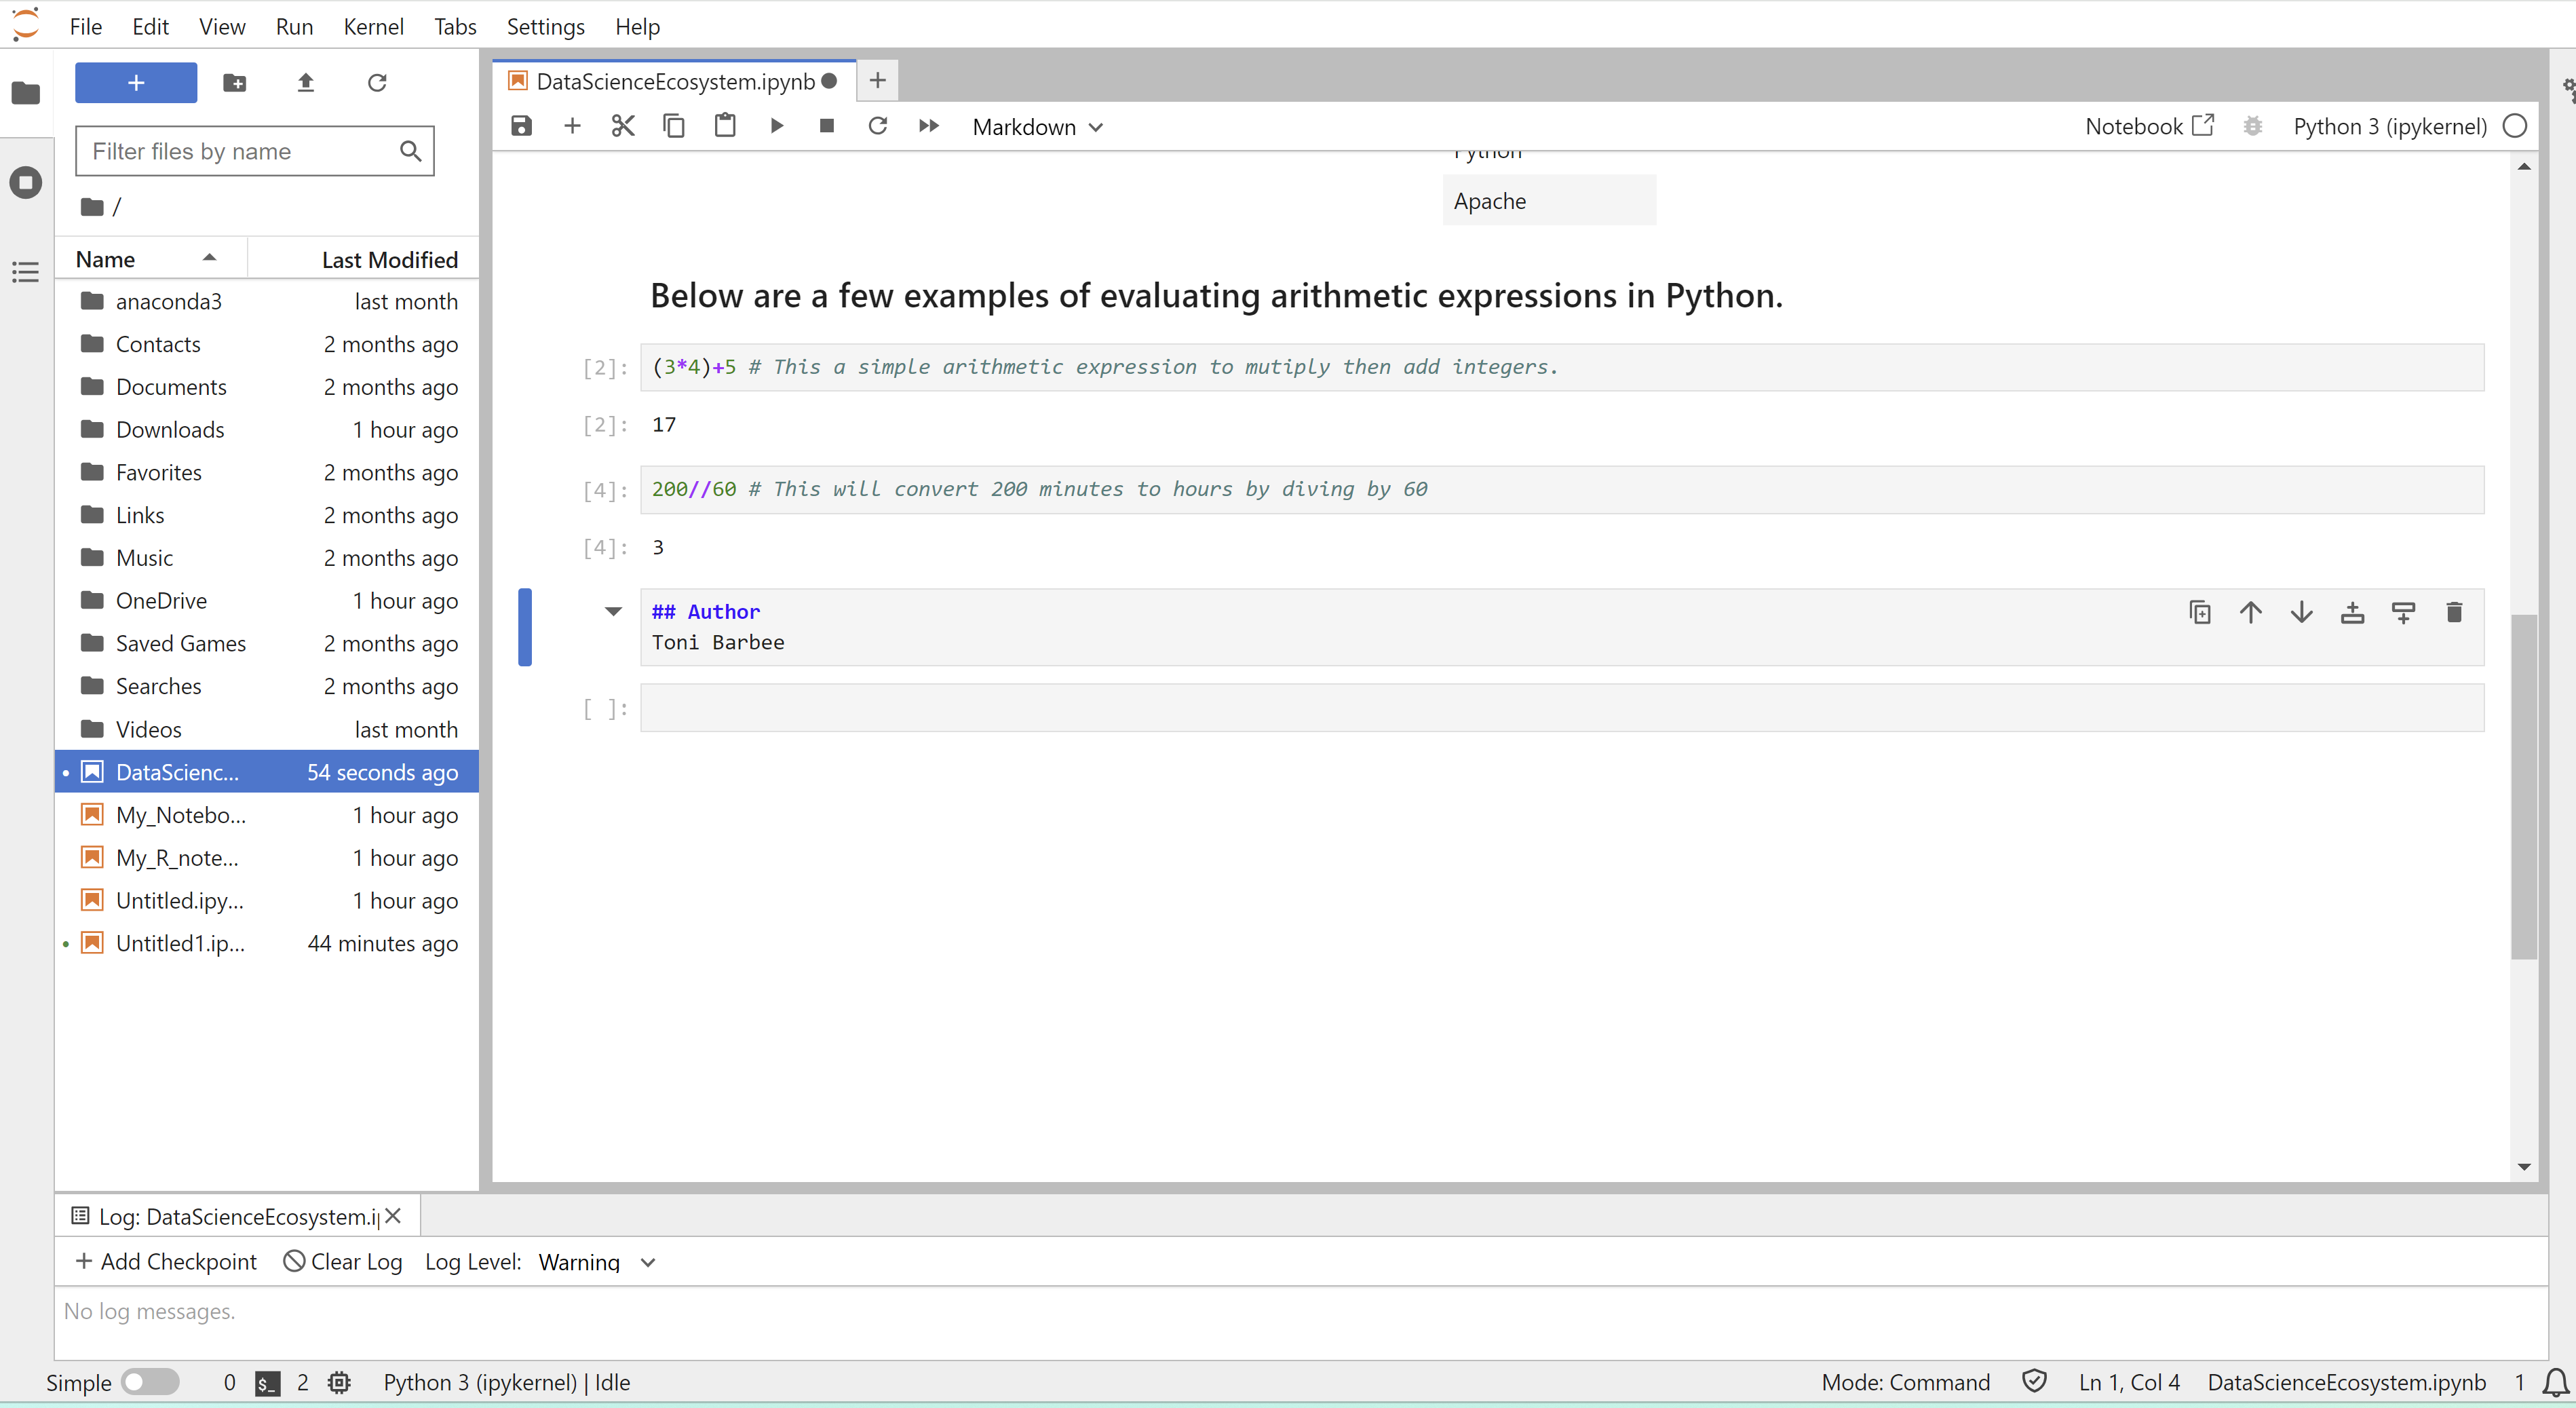 File Edit View Run Kernel Tabs Settings Help
+
Filter files by name
/
Name Last Modified
anaconda3 last month
Contacts 2 months ago
Documents 2 months ago
Downloads 1 hour ago
Favorites 2 months ago
Links 2 months ago
Music 2 months ago
OneDrive 1 hour ago
Saved Games 2 months ago
Searches 2 months ago
Videos last month
DataScienc... 54 seconds ago
My_Notebo... 1 hour ago
My_R_note... 1 hour ago
Untitled.ipy... 1 hour ago
Untitled1.ip... 44 minutes ago
DataScienceEcosystem.ipynb
Markdown Notebook Python 3 (ipykernel)
Python
Apache
Below are a few examples of evaluating arithmetic expressions in Python.
[2]: (3*4)+5 # This a simple arithmetic expression to mutiply then add integers.
[2]: 17
[4]: 200//60 # This will convert 200 minutes to hours by diving by 60
[4]: 3
## Author
Toni Barbee
[ ]:
Log: DataScienceEcosystem.i
+ Add Checkpoint Clear Log Log Level: Warning
No log messages.
Simple 0 $_ 2 Python 3 (ipykernel) | Idle Mode: Command Ln 1, Col 4 DataScienceEcosystem.ipynb 1